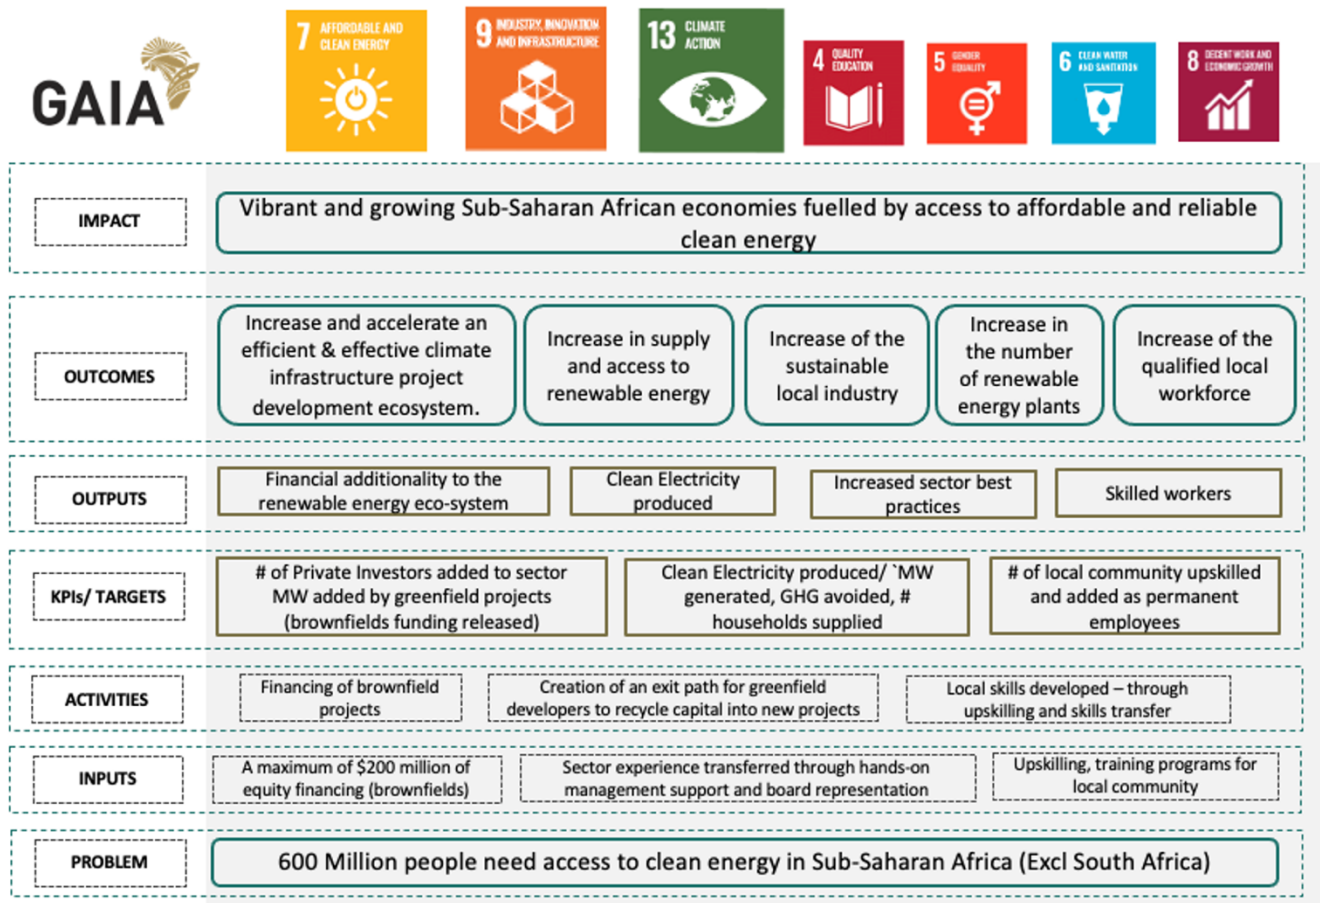 GAIA
7 AFFORDABLE AND
CLEAN ENERGY
9 INDUSTRY, INNOVATION
AND INFRASTRUCTURE
13 CLIMATE
ACTION
4 QUALITY
EDUCATION
5 GENDER
EQUALITY
6 CLEAN WATER
AND SANITATION
8 DECENT WORK AND
ECONOMIC GROWTH
IMPACT
Vibrant and growing Sub-Saharan African economies fuelled by access to affordable and reliable
clean energy
OUTCOMES
Increase and accelerate an
efficient & effective climate
infrastructure project
development ecosystem.
Increase in supply
and access to
renewable energy
Increase of the
sustainable
local industry
Increase in
the number
of renewable
energy plants
Increase of the
qualified local
workforce
OUTPUTS
Financial additionality to the
renewable energy eco-system
Clean Electricity
produced
Increased sector best
practices
Skilled workers
KPIs/ TARGETS
# of Private Investors added to sector
MW added by greenfield projects
(brownfields funding released)
Clean Electricity produced/ `MW
generated, GHG avoided, #
households supplied
# of local community upskilled
and added as permanent
employees
ACTIVITIES
Financing of brownfield
projects
Creation of an exit path for greenfield
developers to recycle capital into new projects
Local skills developed – through
upskilling and skills transfer
INPUTS
A maximum of $200 million of
equity financing (brownfields)
Sector experience transferred through hands-on
management support and board representation
Upskilling, training programs for
local community
PROBLEM
600 Million people need access to clean energy in Sub-Saharan Africa (Excl South Africa)